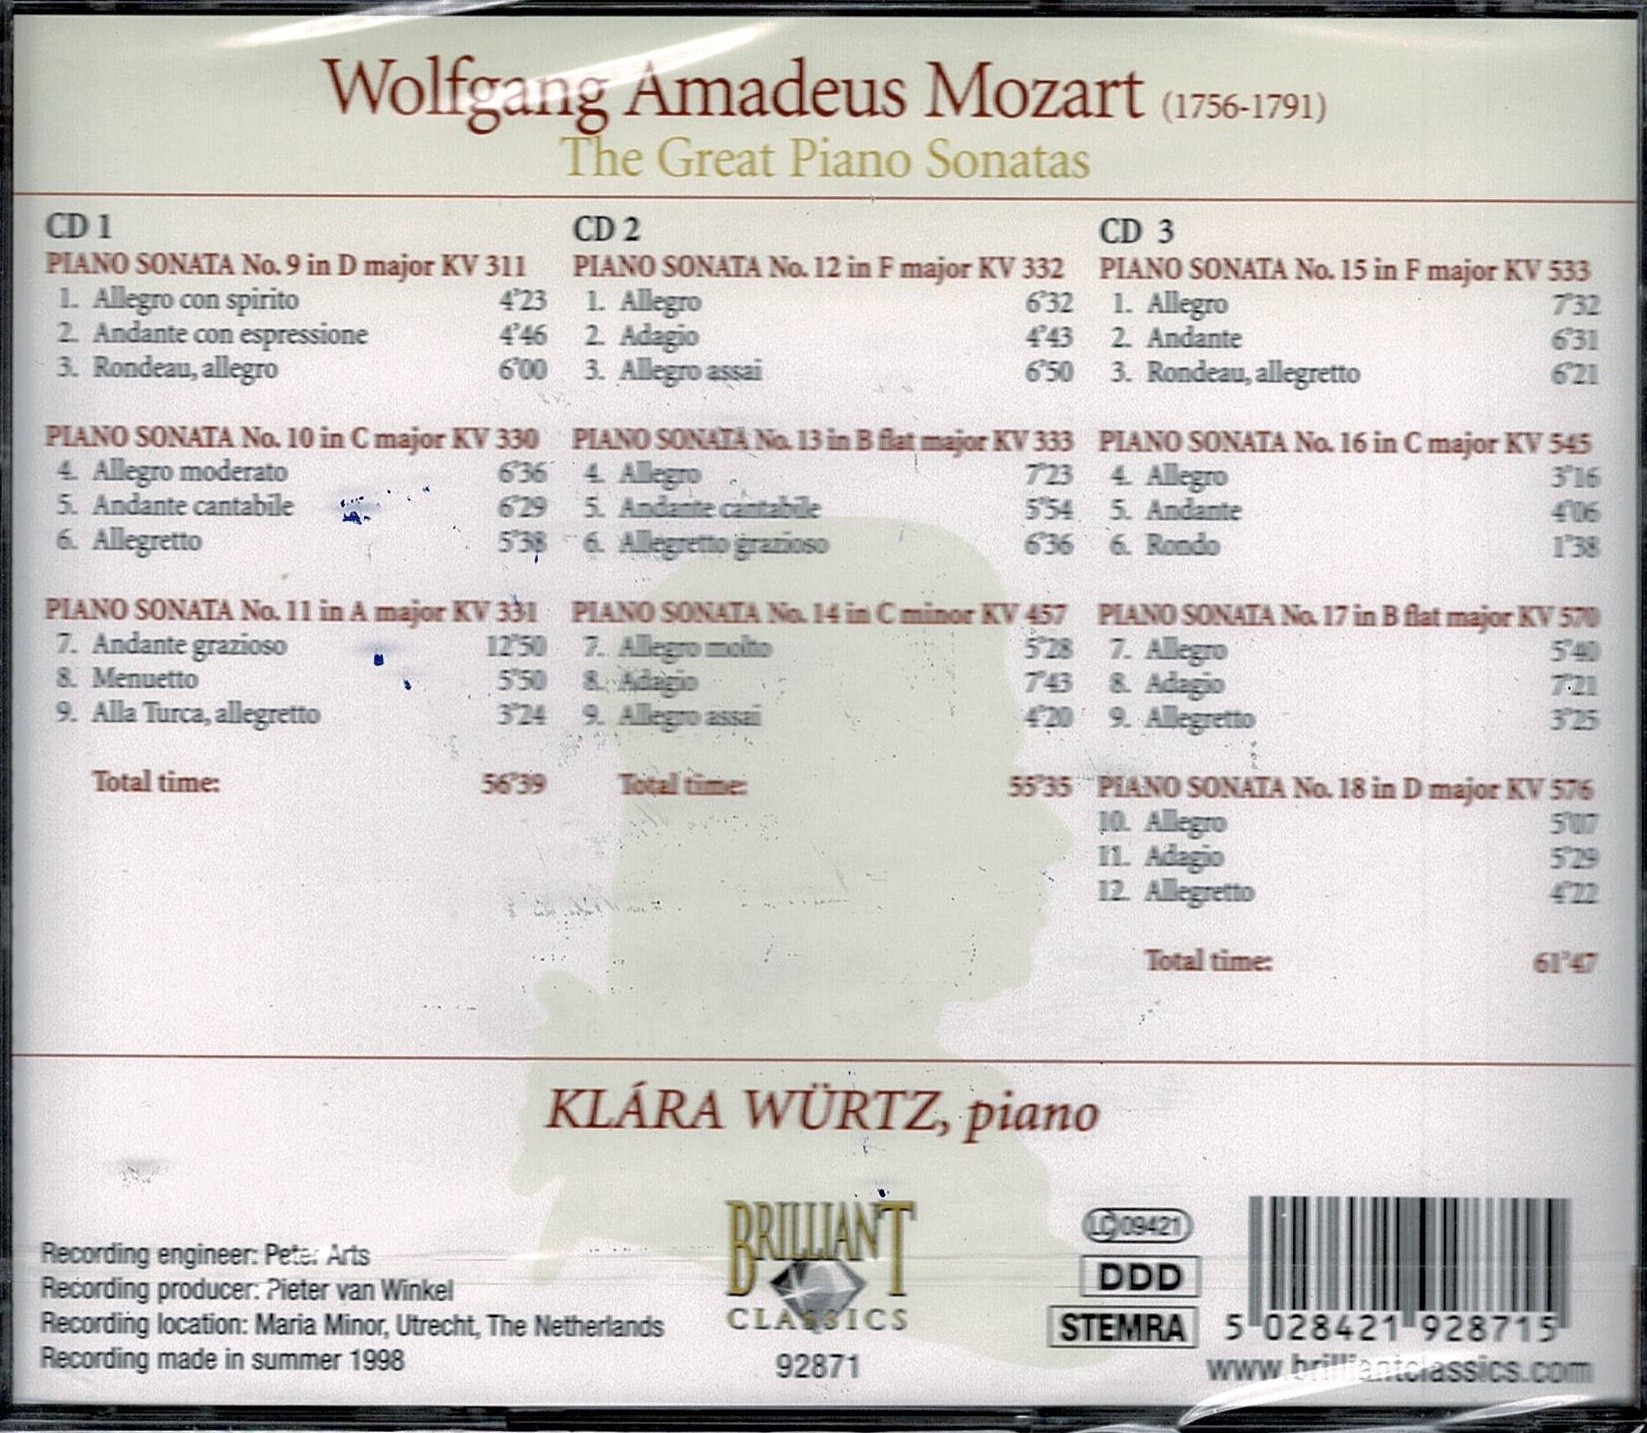 Wolfgang Amadeus Mozart (1756-1791)
The Great Piano Sonatas
CD 1
PIANO SONATA No. 9 in D major KV 311
1. Allegro con spirito 4'23
2. Andante con espressione 4'46
3. Rondeau, allegro 6'00
PIANO SONATA No. 10 in C major KV 330
4. Allegro moderato 6'36
5. Andante cantabile 6'29
6. Allegretto 5'38
PIANO SONATA No. 11 in A major KV 331
7. Andante grazioso 12'50
8. Menuetto 5'50
9. Alla Turca, allegretto 3'24
Total time: 56'39
CD 2
PIANO SONATA No. 12 in F major KV 332
1. Allegro 6'32
2. Adagio 4'43
3. Allegro assai 6'50
PIANO SONATA No. 13 in B flat major KV 333
4. Allegro 7'23
5. Andante cantabile 5'54
6. Allegretto grazioso 6'36
PIANO SONATA No. 14 in C minor KV 457
7. Allegro molto 5'28
8. Adagio 7'43
9. Allegro assai 4'20
Total time: 55'35
CD 3
PIANO SONATA No. 15 in F major KV 533
1. Allegro 7'32
2. Andante 6'31
3. Rondeau, allegretto 6'21
PIANO SONATA No. 16 in C major KV 545
4. Allegro 3'16
5. Andante 4'06
6. Rondo 1'38
PIANO SONATA No. 17 in B flat major KV 570
7. Allegro 5'40
8. Adagio 7'21
9. Allegretto 3'25
PIANO SONATA No. 18 in D major KV 576
10. Allegro 5'07
11. Adagio 5'29
12. Allegretto 4'22
Total time: 61'47
KLÁRA WÜRTZ, piano
Recording engineer: Peter Arts
Recording producer: Pieter van Winkel
Recording location: Maria Minor, Utrecht, The Netherlands
Recording made in summer 1998
BRILLIANT
CLASSICS
92871
LC 09421
DDD
STEMRA
5 028421 928715
www.brilliantclassics.com